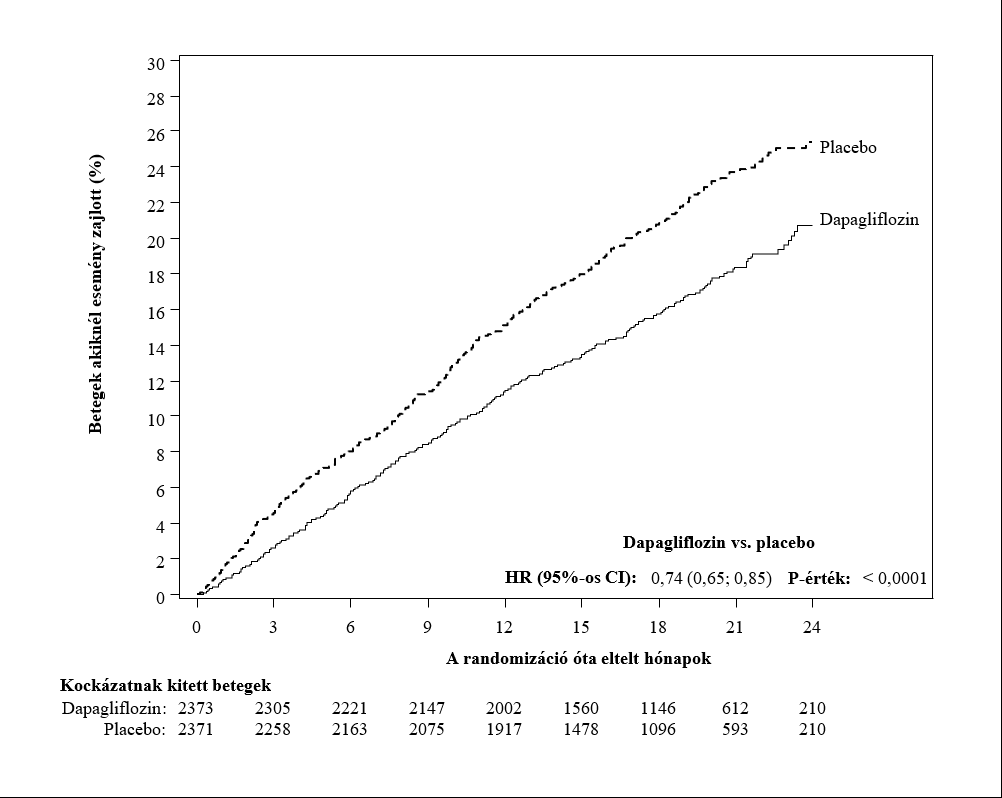 30
28
26
24
22
20
18
16
14
12
10
8
6
4
2
0
Betegek akiknél esemény zajlott (%)
Placebo
Dapagliflozin
Dapagliflozin vs. placebo
HR (95%-os CI): 0,74 (0,65; 0,85) P-érték: < 0,0001
0 3 6 9 12 15 18 21 24
A randomizáció óta eltelt hónapok
Kockázatnak kitett betegek
Dapagliflozin: 2373 2305 2221 2147 2002 1560 1146 612 210
Placebo: 2371 2258 2163 2075 1917 1478 1096 593 210